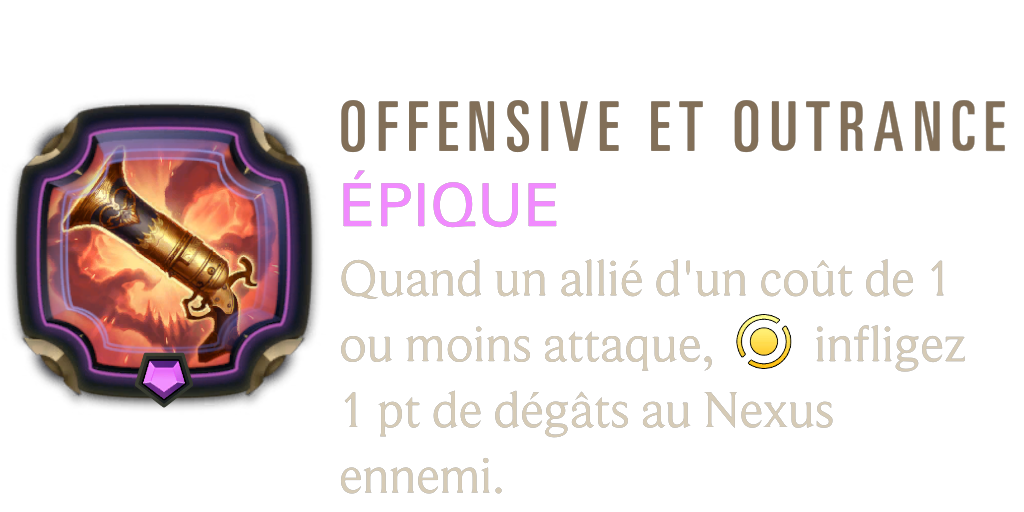 OFFENSIVE ET OUTRANCE
ÉPIQUE
Quand un allié d'un coût de 1
ou moins attaque, infligez
1 pt de dégâts au Nexus
ennemi.